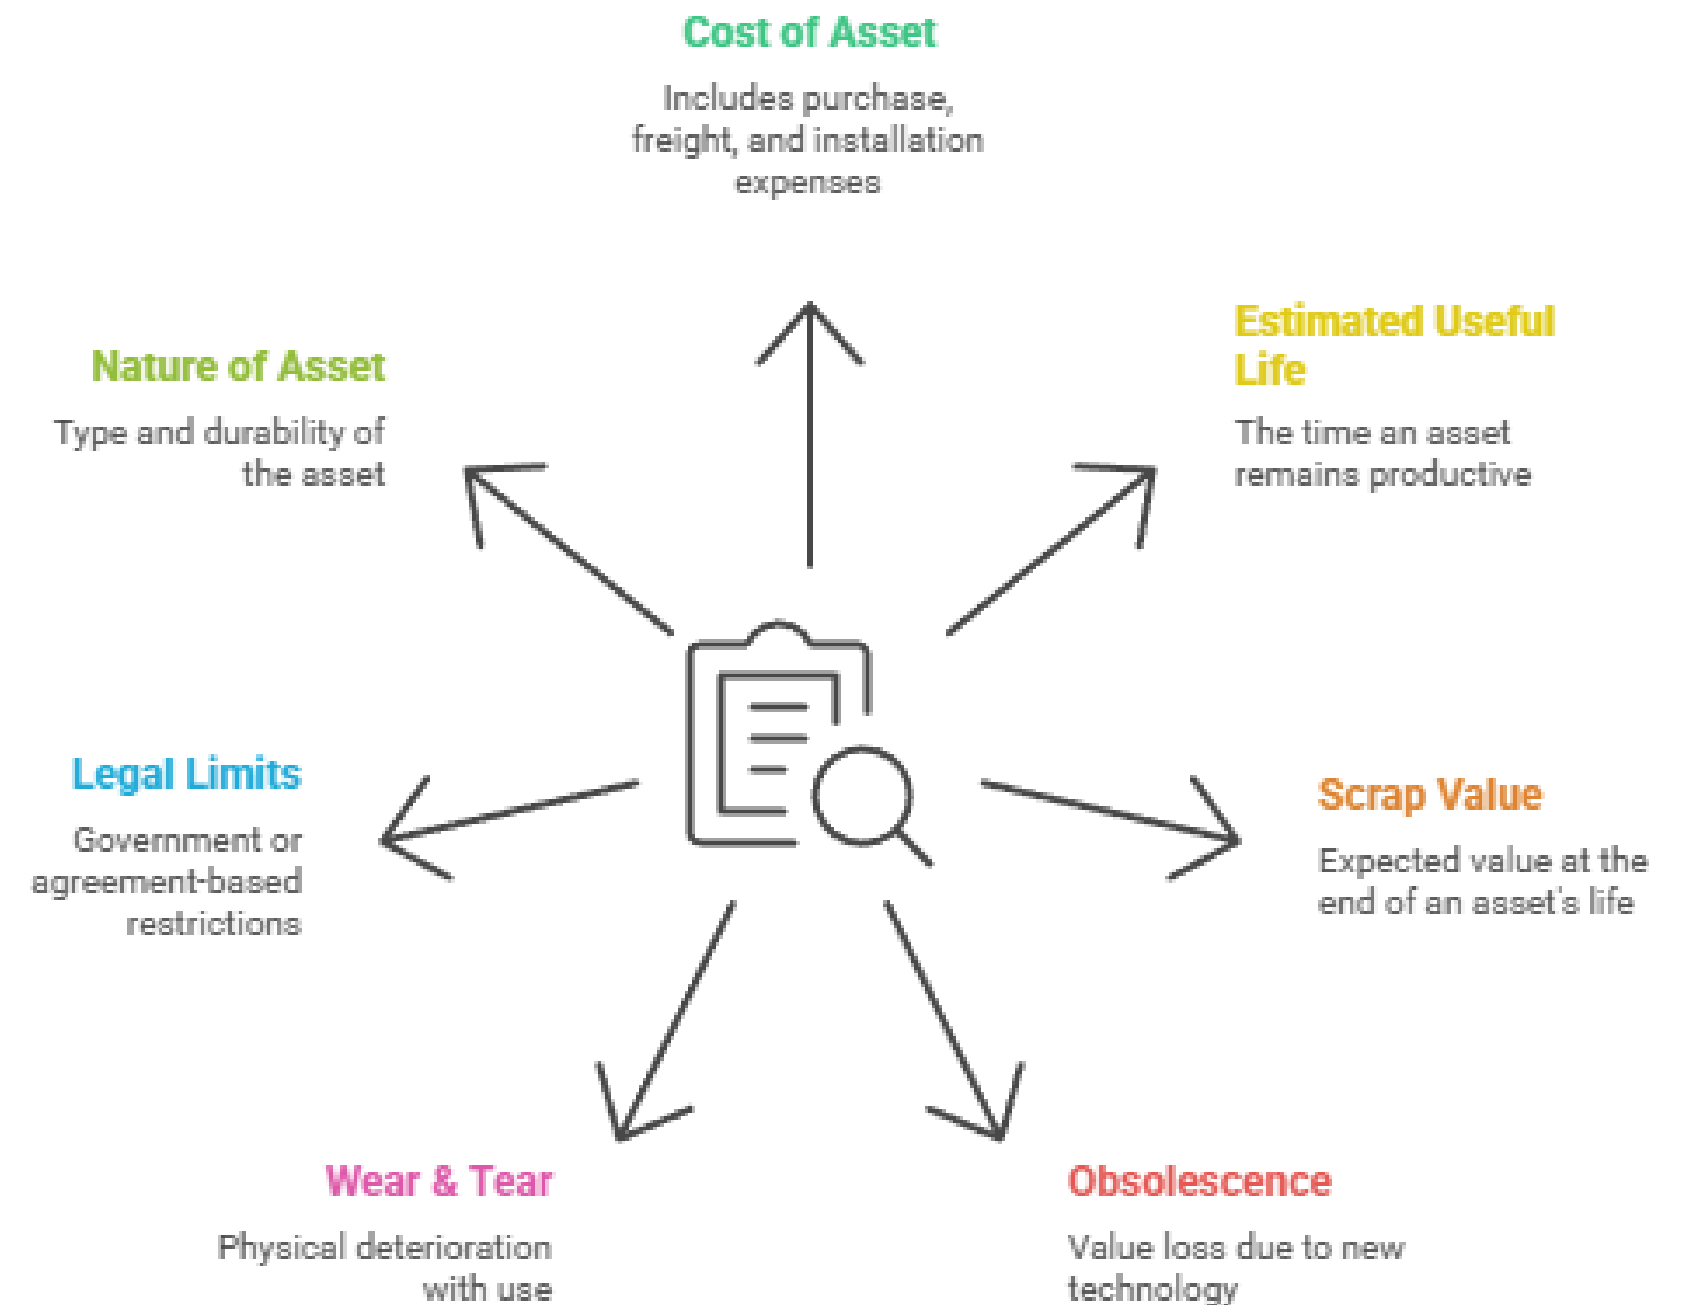 Cost of Asset
Includes purchase,
freight, and installation
expenses
Estimated Useful
Life
The time an asset
remains productive
Nature of Asset
Type and durability of
the asset
Legal Limits
Government or
agreement-based
restrictions
Scrap Value
Expected value at the
end of an asset's life
Wear & Tear
Physical deterioration
with use
Obsolescence
Value loss due to new
technology